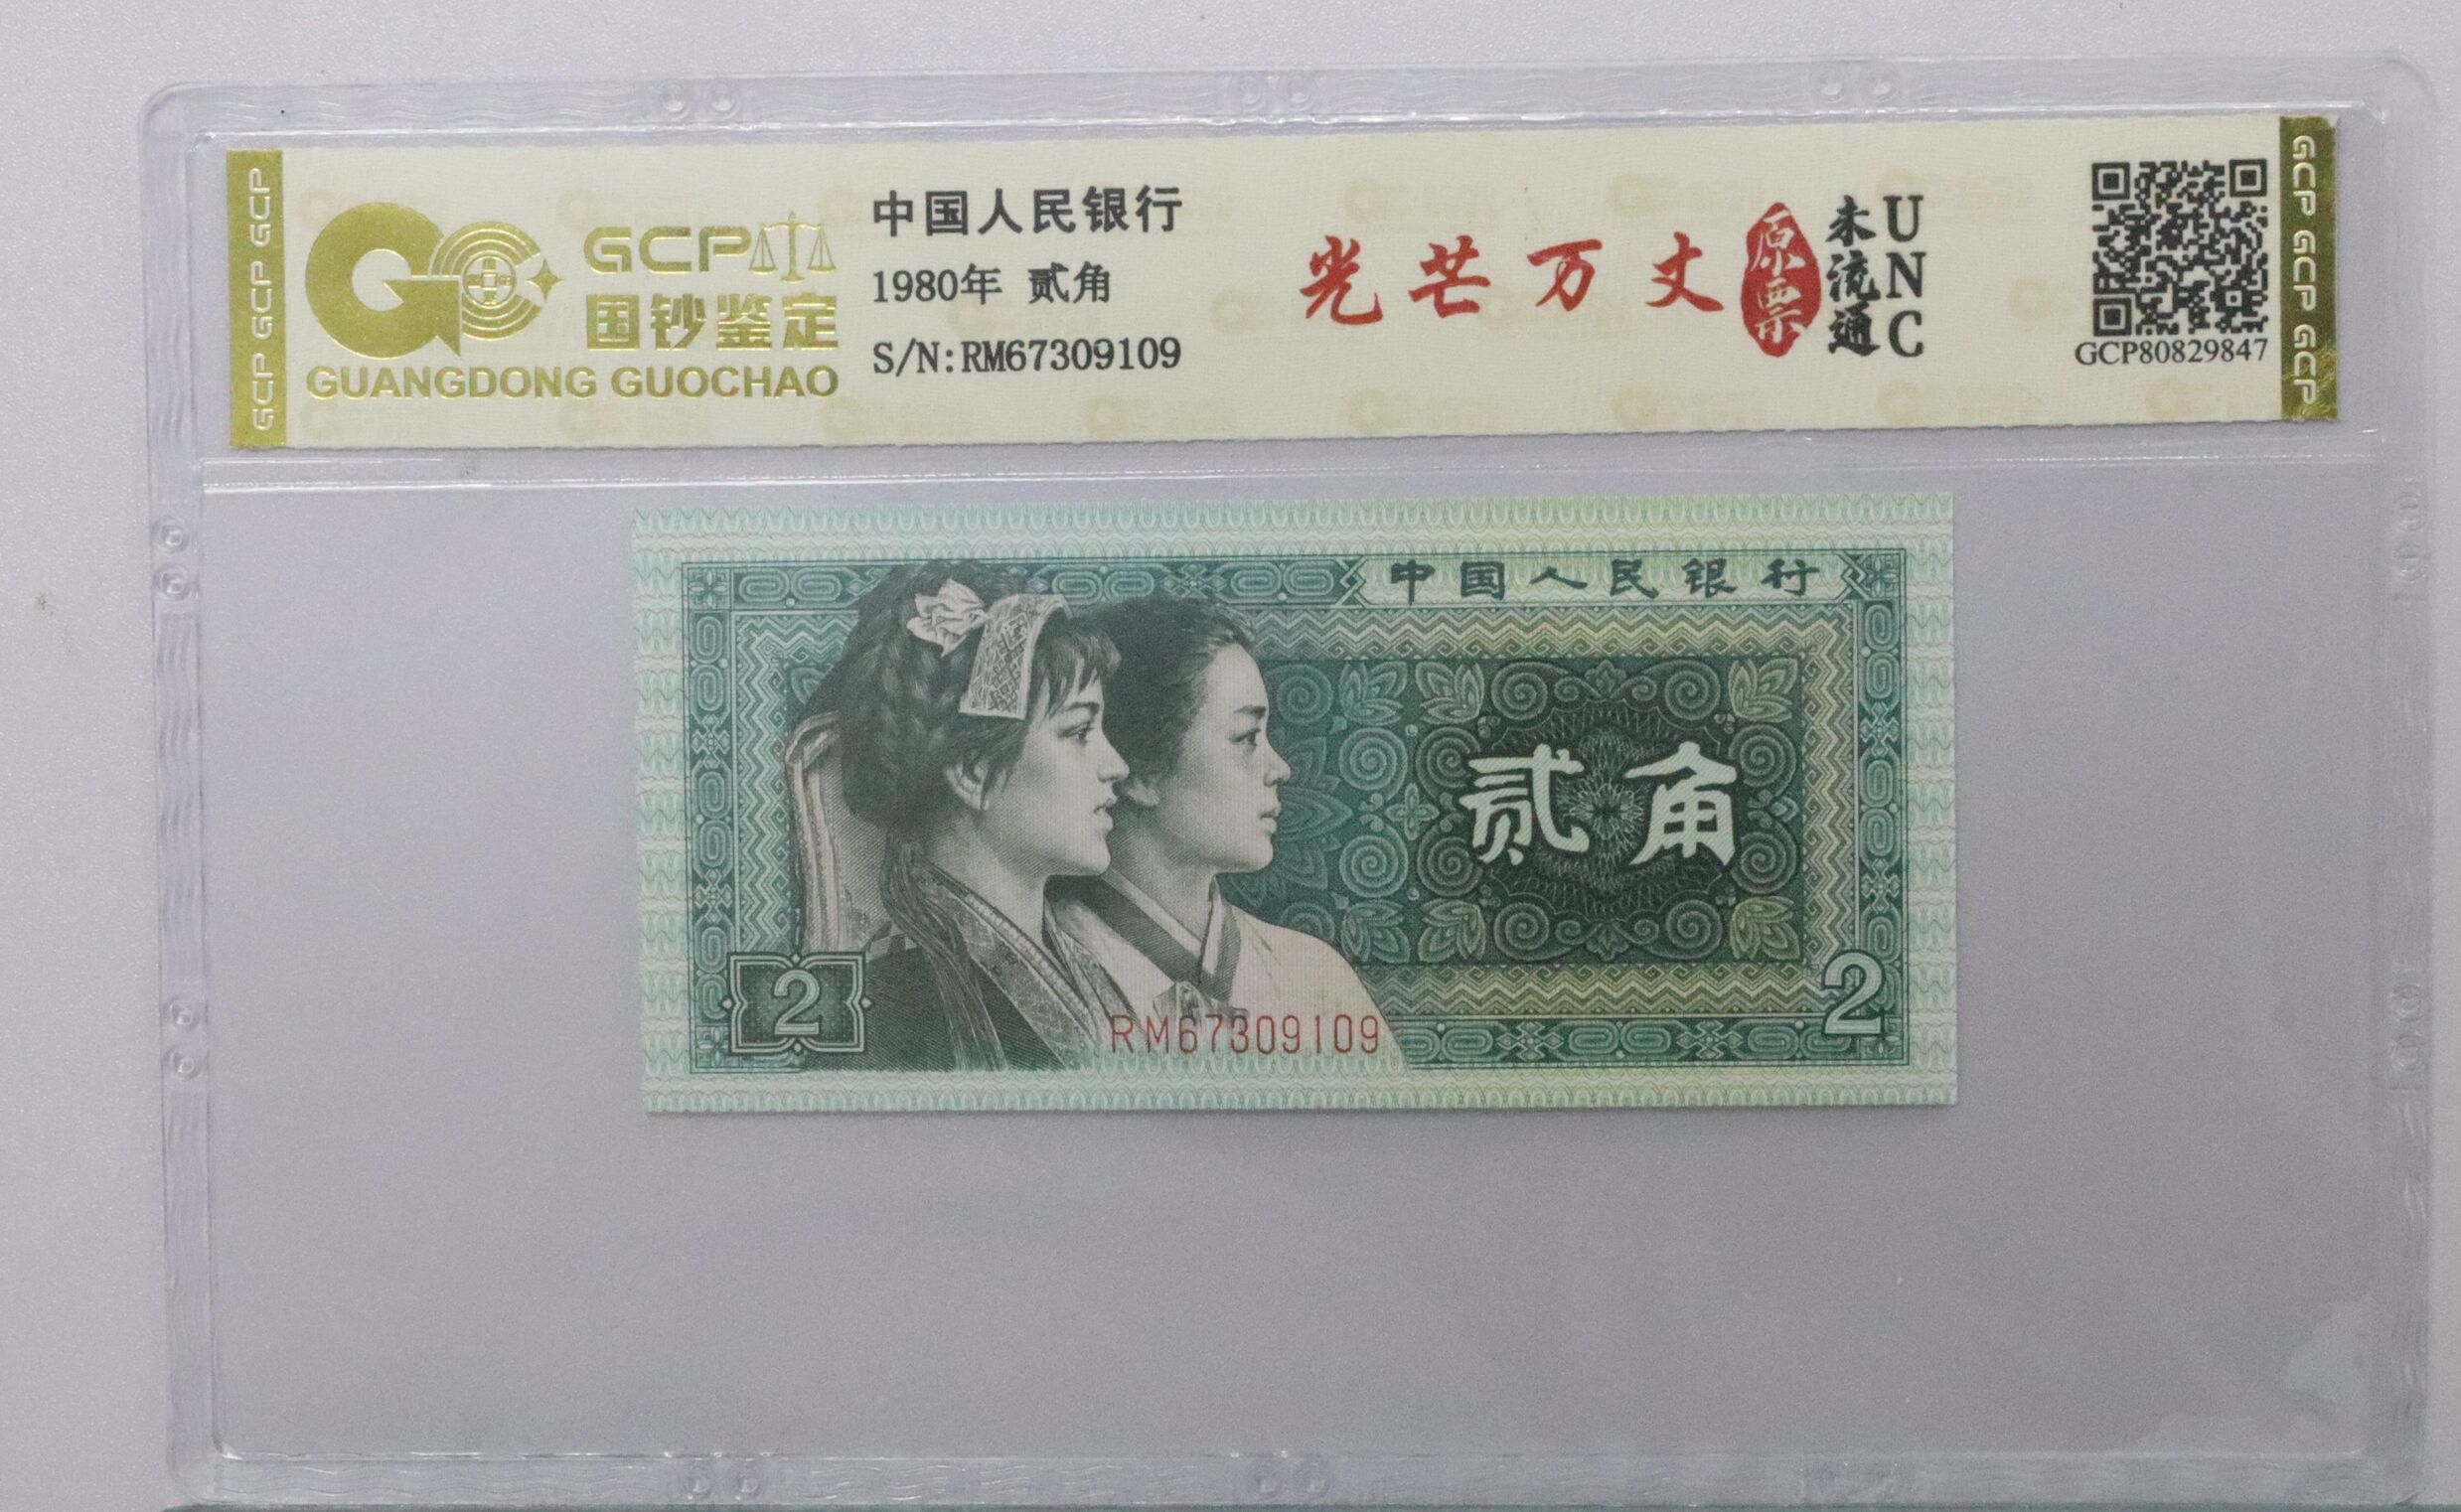 GCP GCP GCP
GCP
国钞鉴定
GUANGDONG GUOCHAO
中国人民银行
1980年 贰角
S/N:RM67309109
光芒万丈
原票
未流通
UNC
GCP80829847
GCP GCP GCP
中国人民银行
贰角
2
RM67309109
2